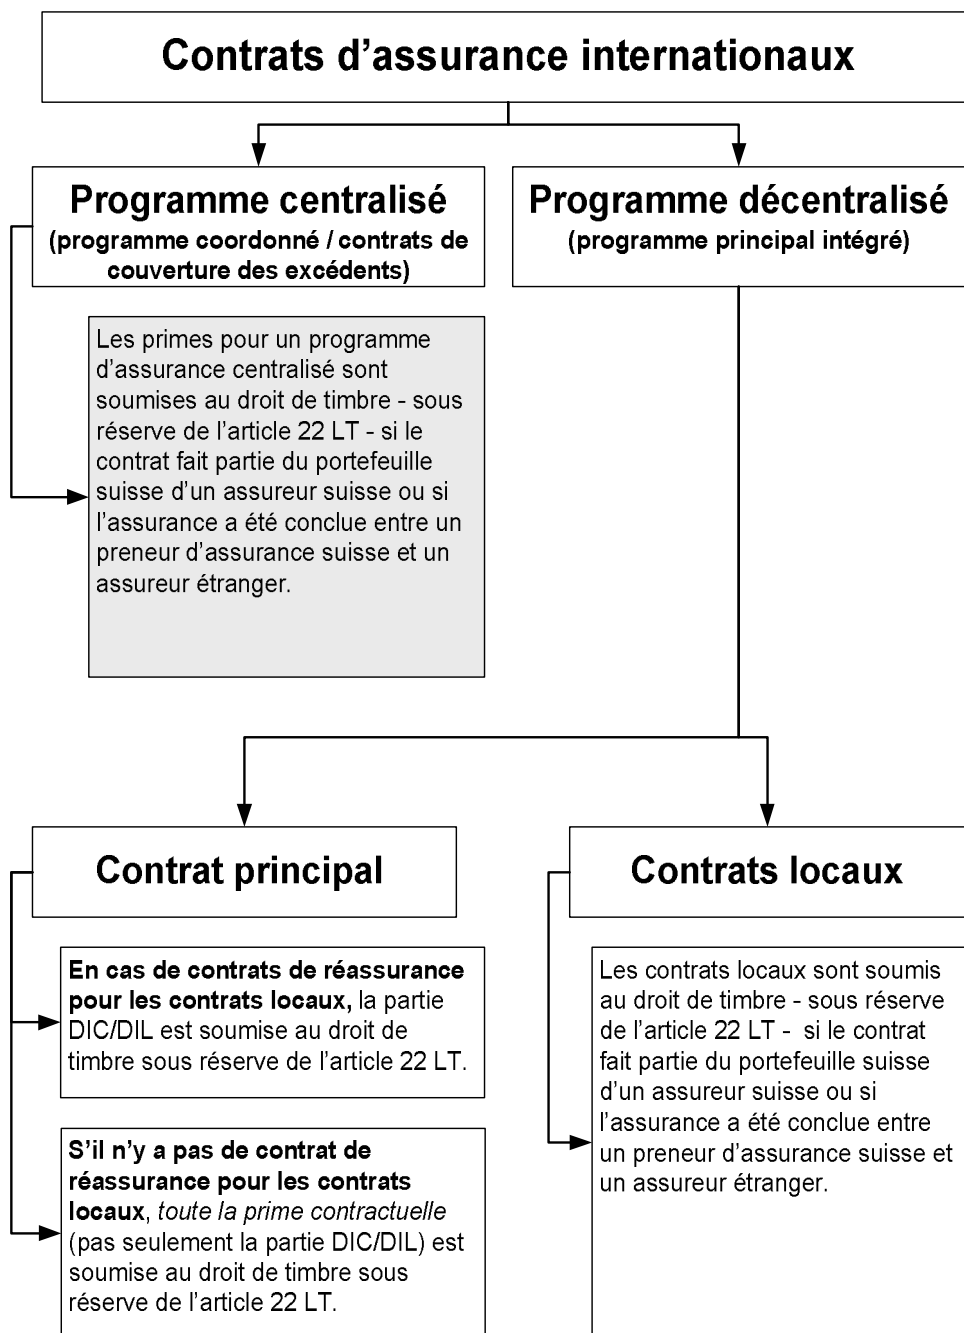 Contrats d’assurance internationaux
Programme centralisé
(programme coordonné / contrats de
couverture des excédents)
Programme décentralisé
(programme principal intégré)
Les primes pour un programme
d’assurance centralisé sont
soumises au droit de timbre - sous
réserve de l’article 22 LT - si le
contrat fait partie du portefeuille
suisse d’un assureur suisse ou si
l’assurance a été conclue entre un
preneur d’assurance suisse et un
assureur étranger.
Contrat principal
En cas de contrats de réassurance
pour les contrats locaux, la partie
DIC/DIL est soumise au droit de
timbre sous réserve de l’article 22 LT.
S’il n’y a pas de contrat de
réassurance pour les contrats
locaux, toute la prime contractuelle
(pas seulement la partie DIC/DIL) est
soumise au droit de timbre sous
réserve de l’article 22 LT.
Contrats locaux
Les contrats locaux sont soumis
au droit de timbre - sous réserve
de l’article 22 LT - si le contrat
fait partie du portefeuille suisse
d’un assureur suisse ou si
l’assurance a été conclue entre
un preneur d’assurance suisse et
un assureur étranger.